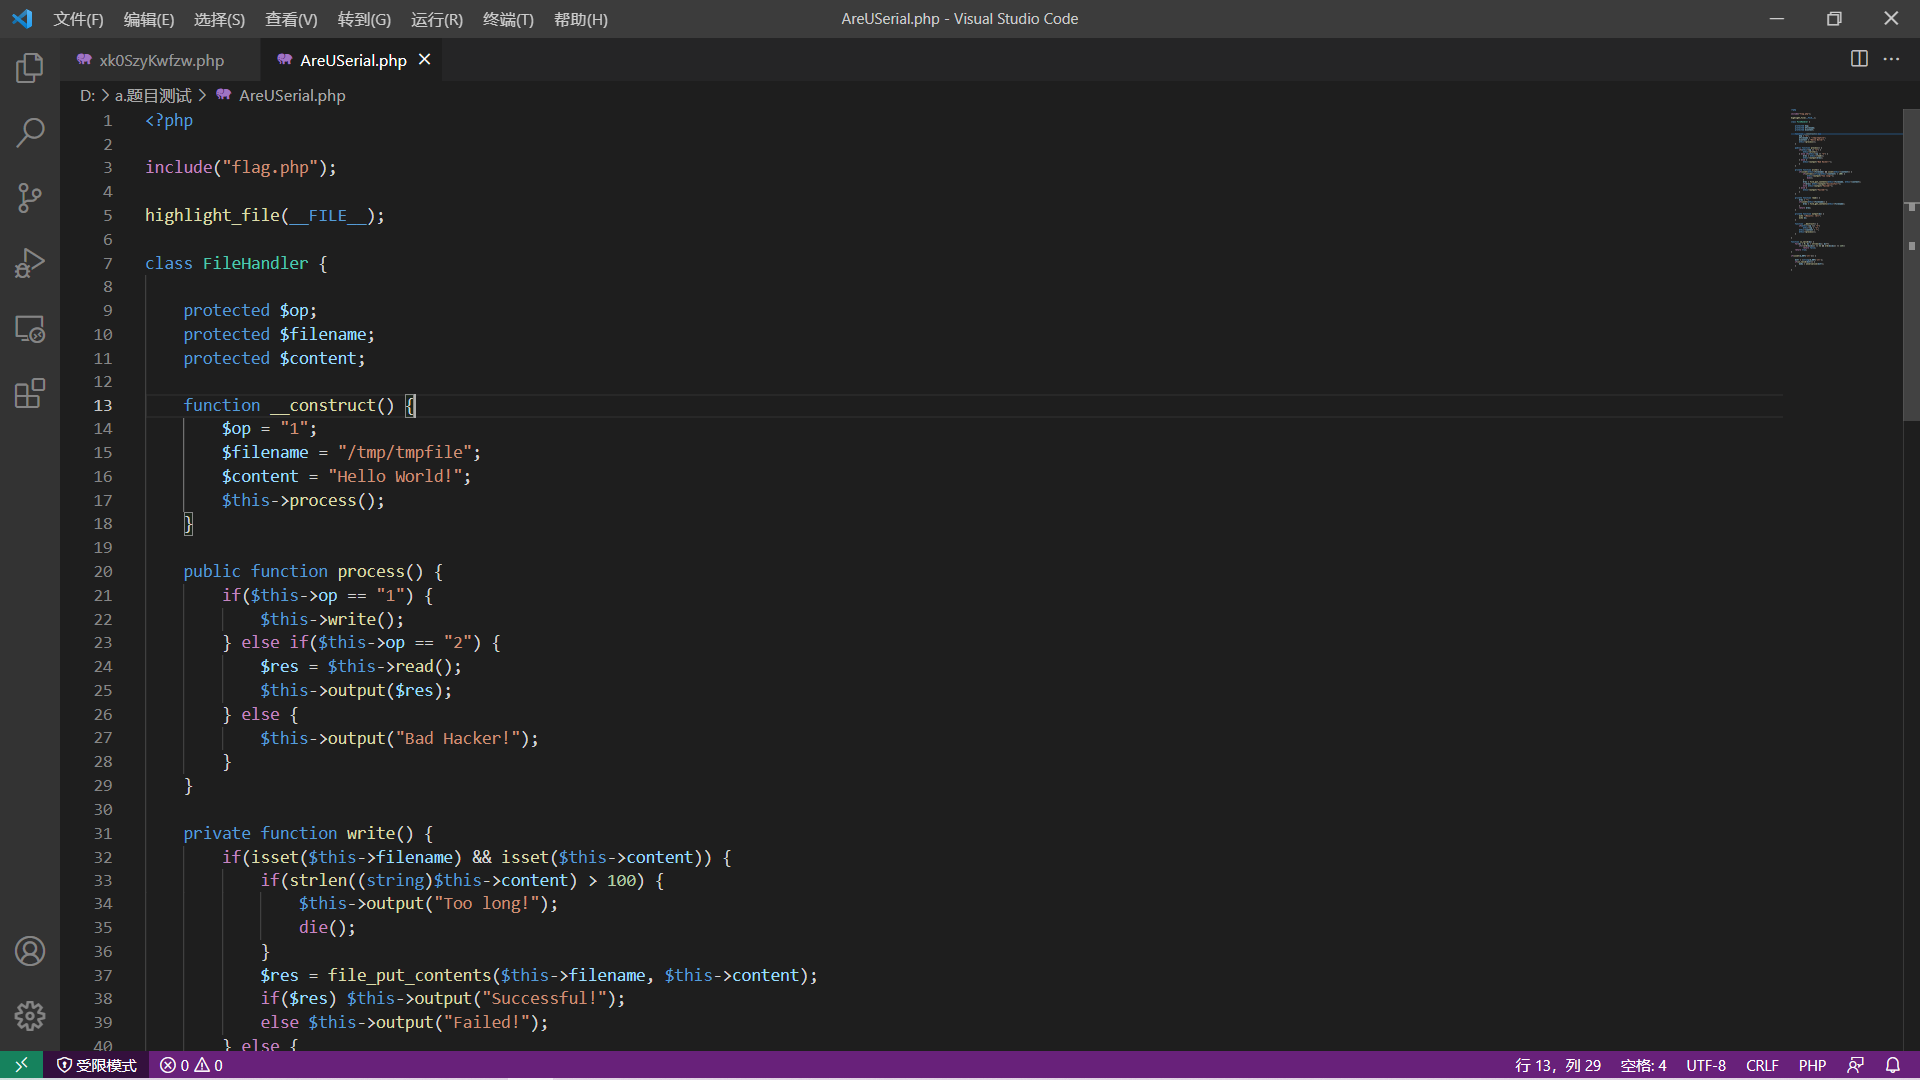 文件(F) 编辑(E) 选择(S) 查看(V) 转到(G) 运行(R) 终端(T) 帮助(H) AreUSerial.php - Visual Studio Code
xk0SzyKwfzw.php AreUSerial.php
D: > a.题目测试 > AreUSerial.php
1 <?php
2
3 include("flag.php");
4
5 highlight_file(__FILE__);
6
7 class FileHandler {
8
9 protected $op;
10 protected $filename;
11 protected $content;
12
13 function __construct() {
14 $op = "1";
15 $filename = "/tmp/tmpfile";
16 $content = "Hello World!";
17 $this->process();
18 }
19
20 public function process() {
21 if($this->op == "1") {
22 $this->write();
23 } else if($this->op == "2") {
24 $res = $this->read();
25 $this->output($res);
26 } else {
27 $this->output("Bad Hacker!");
28 }
29 }
30
31 private function write() {
32 if(isset($this->filename) && isset($this->content)) {
33 if(strlen((string)$this->content) > 100) {
34 $this->output("Too long!");
35 die();
36 }
37 $res = file_put_contents($this->filename, $this->content);
38 if($res) $this->output("Successful!");
39 else $this->output("Failed!");
40 } else {
受限模式 0 0 行 13，列 29 空格: 4 UTF-8 CRLF PHP